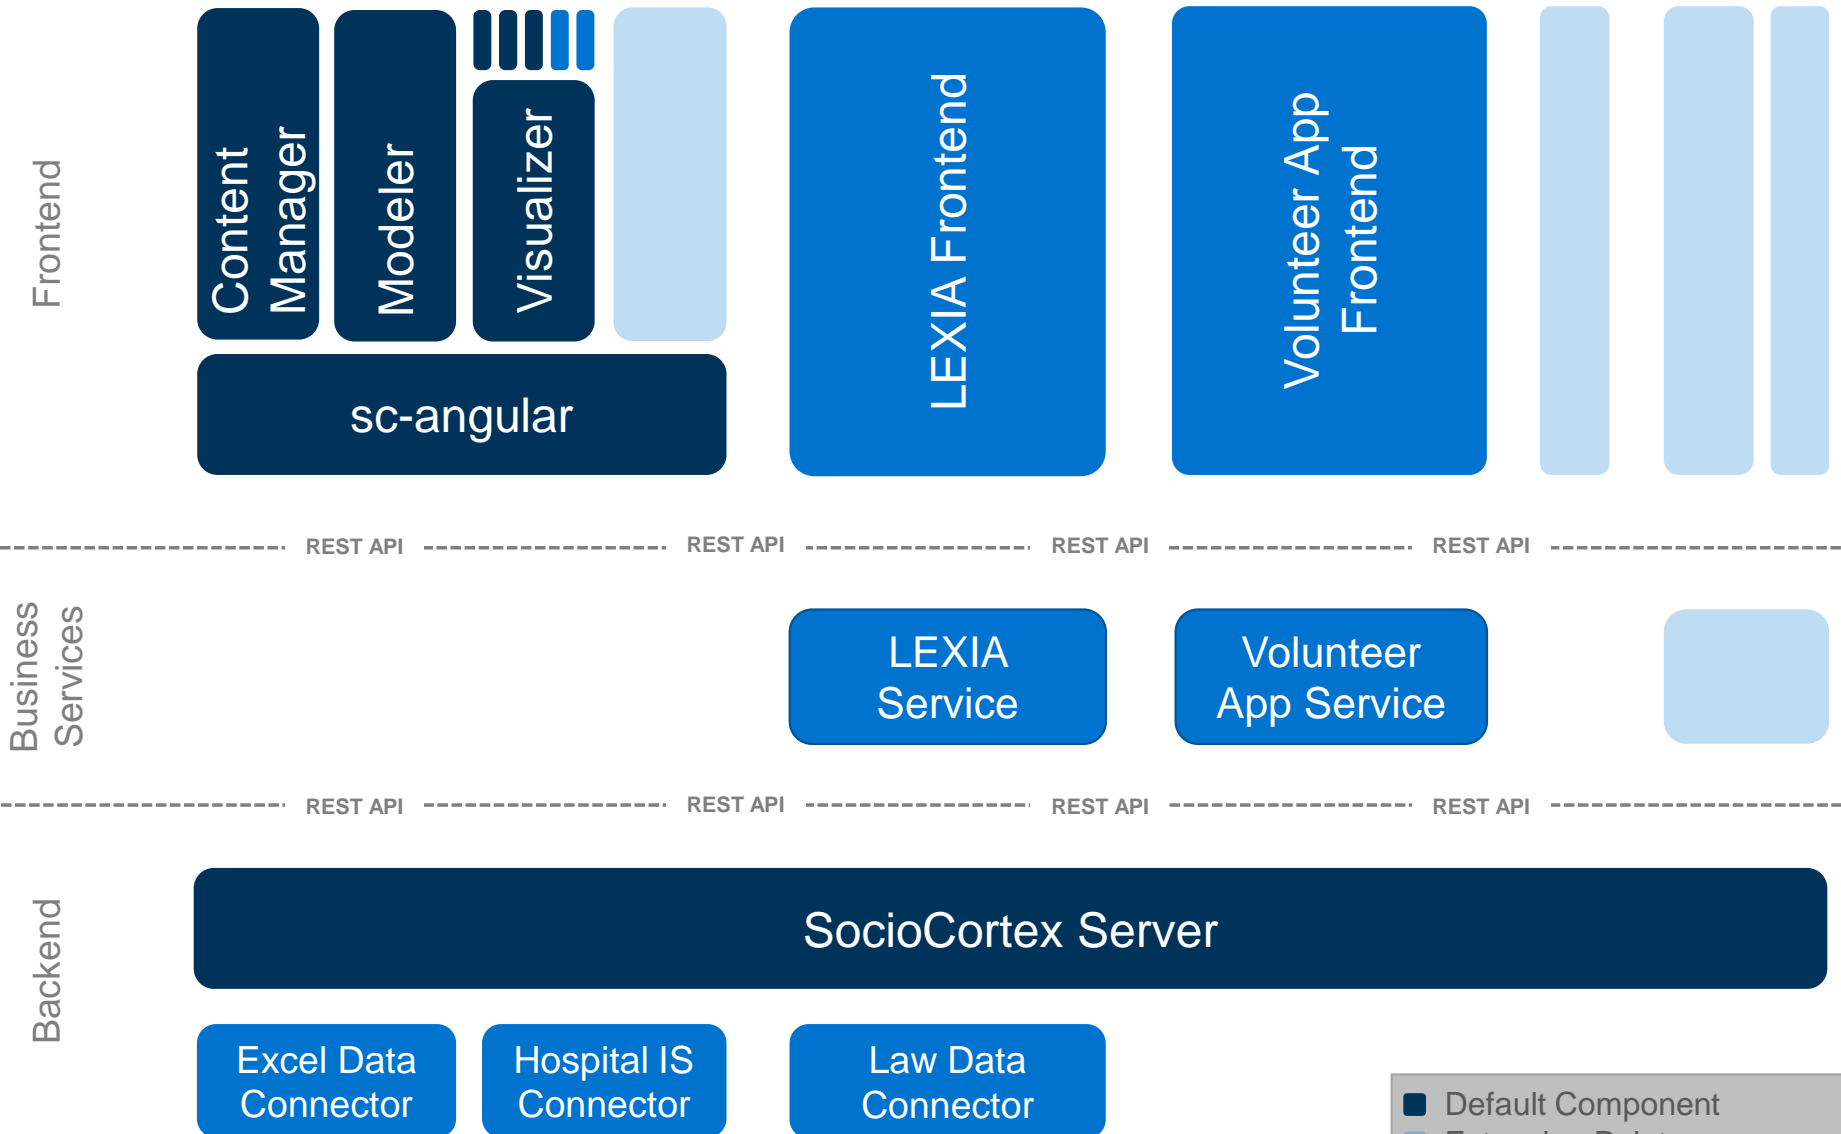 Frontend
Content
Manager
Modeler
Visualizer
LEXIA Frontend
Volunteer App
Frontend
sc-angular
REST API
REST API
REST API
REST API
Business
Services
LEXIA
Service
Volunteer
App Service
REST API
REST API
REST API
REST API
Backend
SocioCortex Server
Excel Data
Connector
Hospital IS
Connector
Law Data
Connector
Default Component